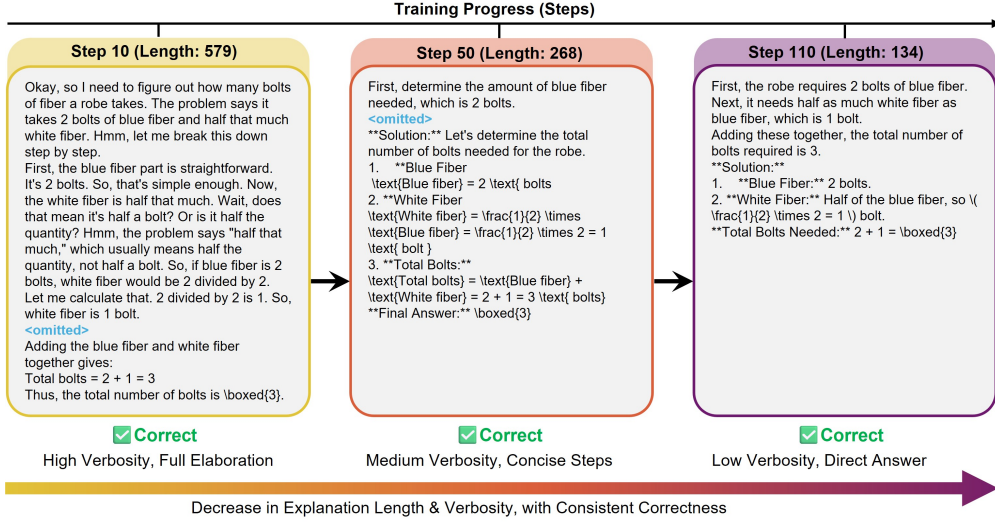 Training Progress (Steps)
Step 10 (Length: 579)
Okay, so I need to figure out how many bolts
of fiber a robe takes. The problem says it
takes 2 bolts of blue fiber and half that much
white fiber. Hmm, let me break this down
step by step.
First, the blue fiber part is straightforward.
It's 2 bolts. So, that's simple enough. Now,
the white fiber is half that much. Wait, does
that mean it's half a bolt? Or is it half the
quantity? Hmm, the problem says "half that
much," which usually means half the
quantity, not half a bolt. So, if blue fiber is 2
bolts, white fiber would be 2 divided by 2.
Let me calculate that. 2 divided by 2 is 1. So,
white fiber is 1 bolt.
<omitted>
Adding the blue fiber and white fiber
together gives:
Total bolts = 2 + 1 = 3
Thus, the total number of bolts is \boxed{3}.
Correct
High Verbosity, Full Elaboration
Step 50 (Length: 268)
First, determine the amount of blue fiber
needed, which is 2 bolts.
<omitted>
**Solution:** Let's determine the total
number of bolts needed for the robe.
1. **Blue Fiber
\text{Blue fiber} = 2 \text{ bolts
2. **White Fiber
\text{White fiber} = \frac{1}{2} \times
\text{Blue fiber} = \frac{1}{2} \times 2 = 1
\text{ bolt }
3. **Total Bolts:**
\text{Total bolts} = \text{Blue fiber} +
\text{White fiber} = 2 + 1 = 3 \text{ bolts}
**Final Answer:** \boxed{3}
Correct
Medium Verbosity, Concise Steps
Step 110 (Length: 134)
First, the robe requires 2 bolts of blue fiber.
Next, it needs half as much white fiber as
blue fiber, which is 1 bolt.
Adding these together, the total number of
bolts required is 3.
**Solution:**
1. **Blue Fiber:** 2 bolts.
2. **White Fiber:** Half of the blue fiber, so \(
\frac{1}{2} \times 2 = 1 \) bolt.
**Total Bolts Needed:** 2 + 1 = \boxed{3}
Correct
Low Verbosity, Direct Answer
Decrease in Explanation Length & Verbosity, with Consistent Correctness